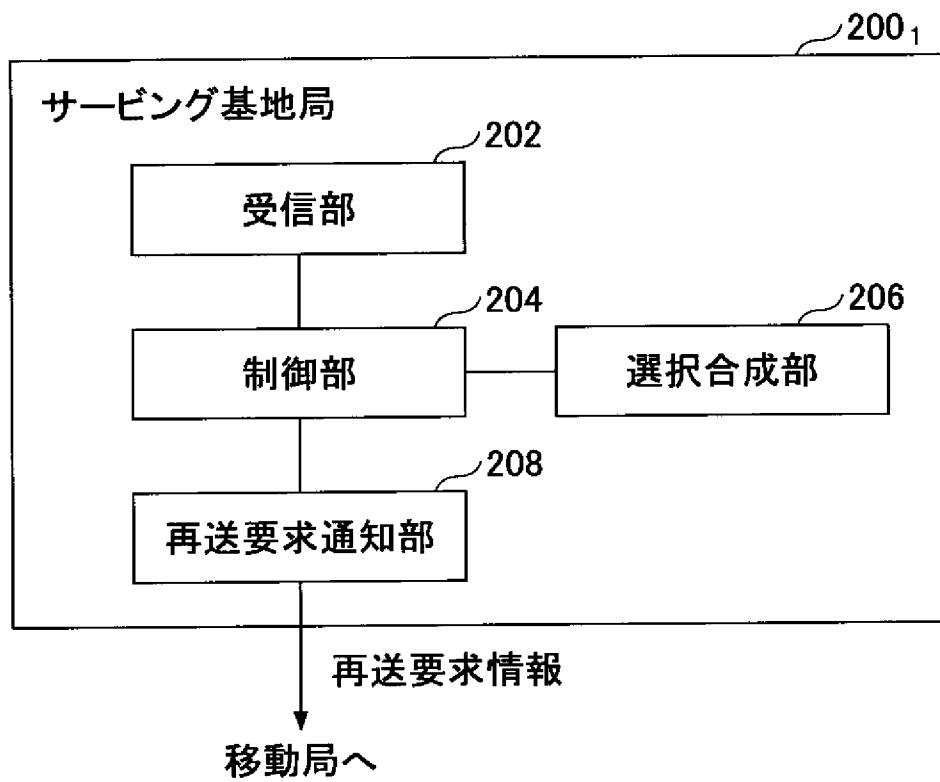 200₁
サービング基地局
202
受信部
204
制御部
206
選択合成部
208
再送要求通知部
再送要求情報
移動局へ